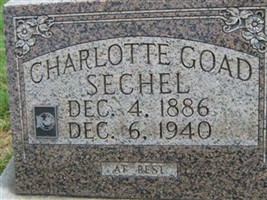 CHARLOTTE GOAD
SECHEL
DEC. 4, 1886
DEC. 6, 1940
AT REST